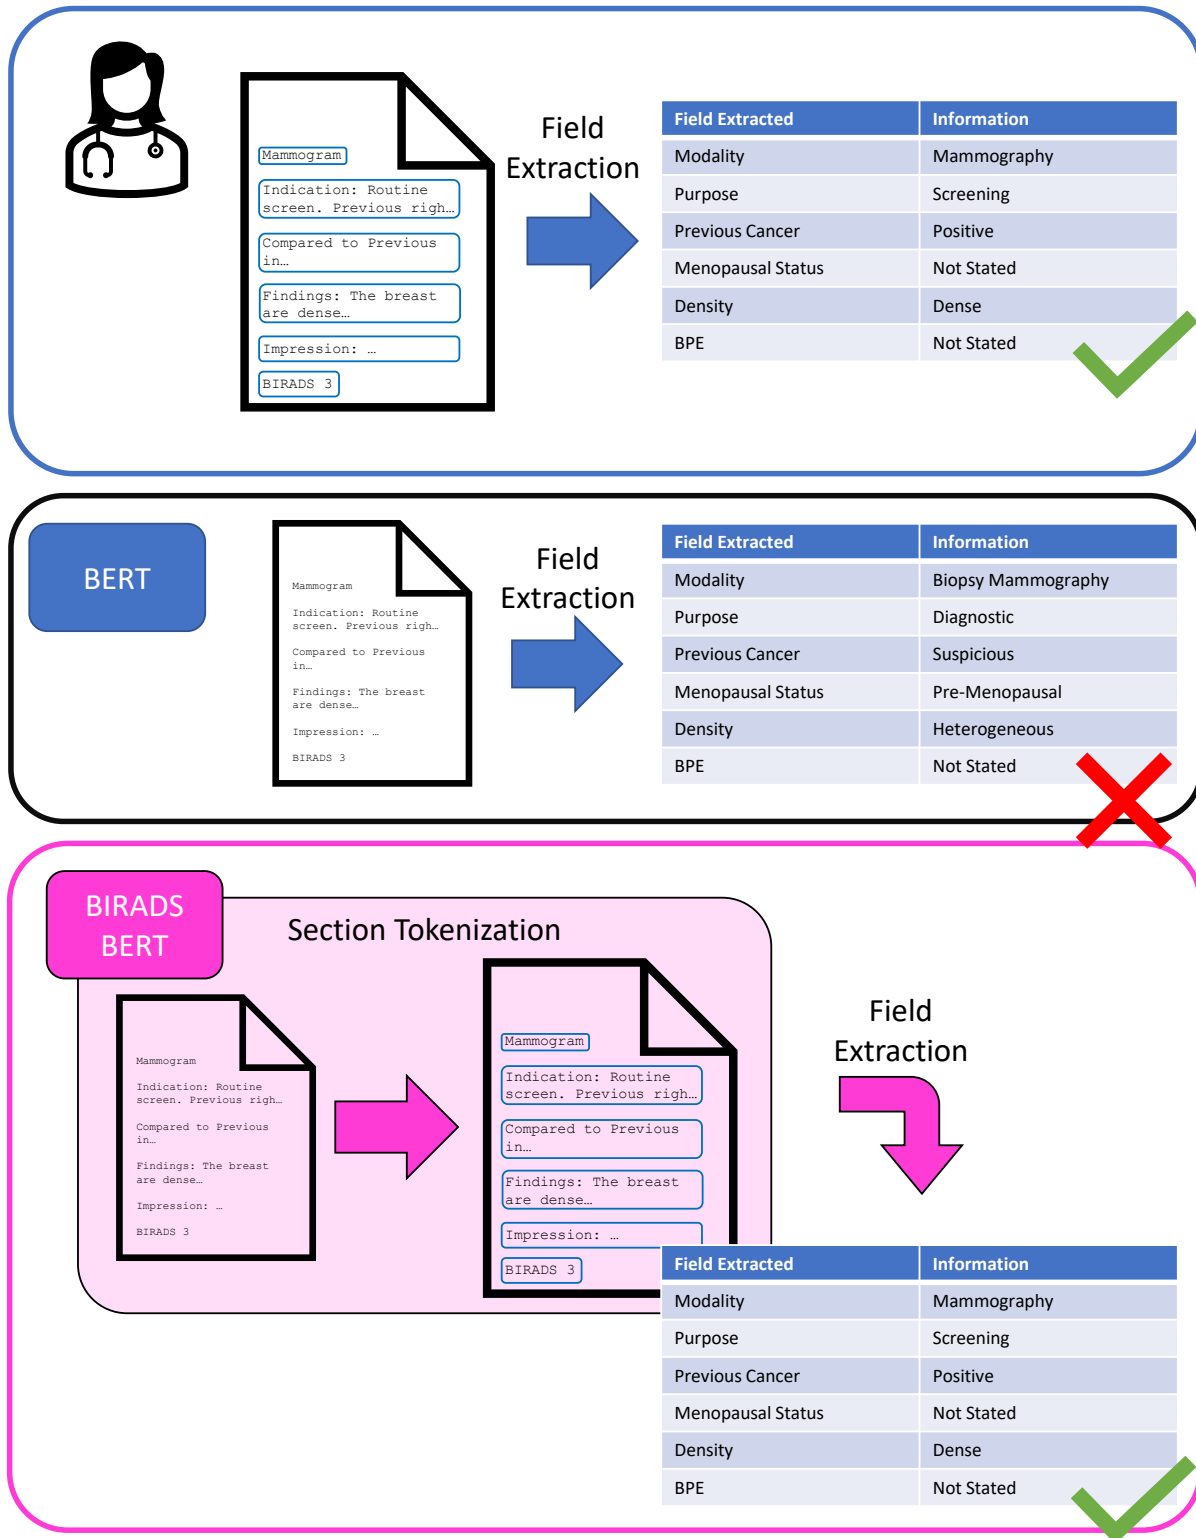 Mammogram
Indication: Routine
screen. Previous righ…
Compared to Previous
in…
Findings: The breast
are dense…
Impression: …
BIRADS 3
Field
Extraction
Field Extracted Information
Modality Mammography
Purpose Screening
Previous Cancer Positive
Menopausal Status Not Stated
Density Dense
BPE Not Stated
BERT
Mammogram
Indication: Routine
screen. Previous righ…
Compared to Previous
in…
Findings: The breast
are dense…
Impression: …
BIRADS 3
Field
Extraction
Field Extracted Information
Modality Biopsy Mammography
Purpose Diagnostic
Previous Cancer Suspicious
Menopausal Status Pre-Menopausal
Density Heterogeneous
BPE Not Stated
BIRADS
BERT
Section Tokenization
Mammogram
Indication: Routine
screen. Previous righ…
Compared to Previous
in…
Findings: The breast
are dense…
Impression: …
BIRADS 3
Mammogram
Indication: Routine
screen. Previous righ…
Compared to Previous
in…
Findings: The breast
are dense…
Impression: …
BIRADS 3
Field
Extraction
Field Extracted Information
Modality Mammography
Purpose Screening
Previous Cancer Positive
Menopausal Status Not Stated
Density Dense
BPE Not Stated